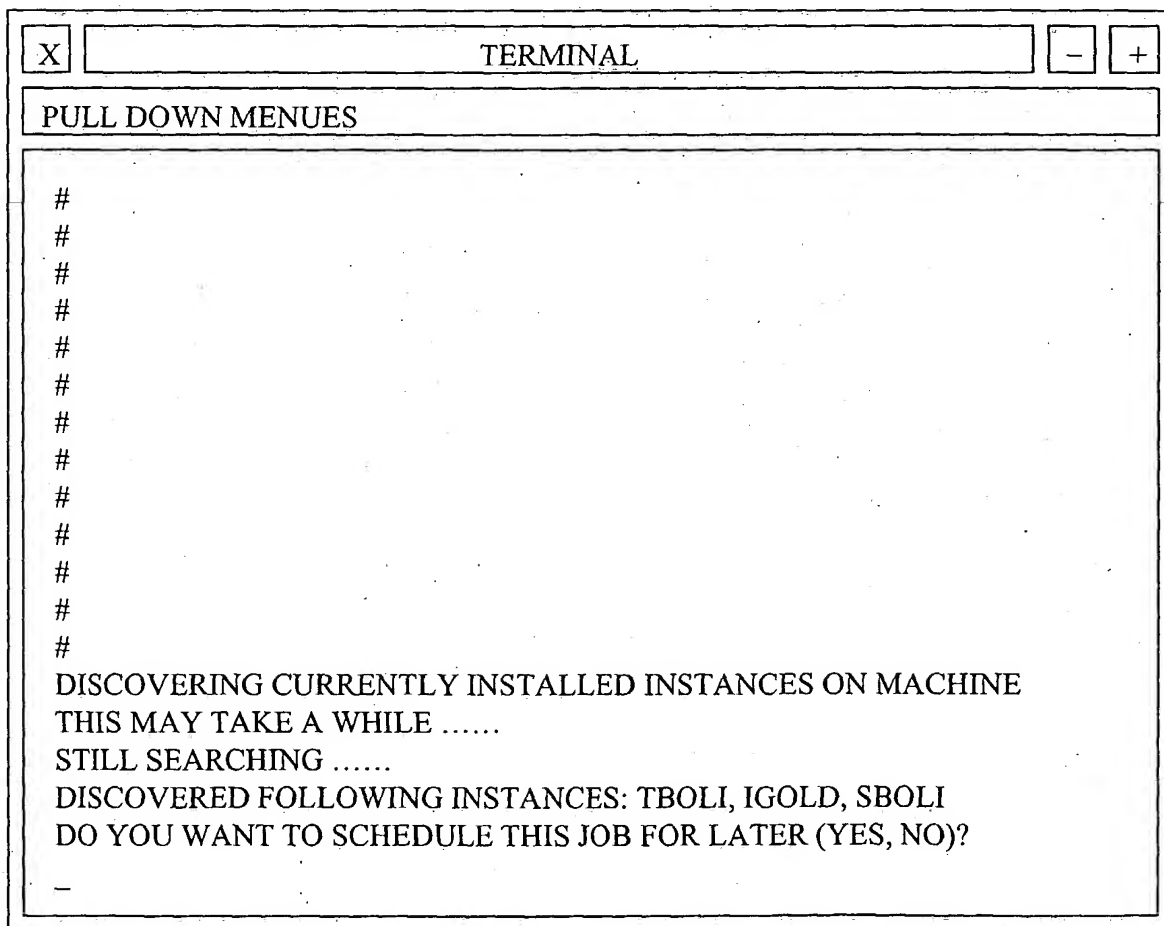 X TERMINAL - +
PULL DOWN MENUES
#
#
#
#
#
#
#
#
#
#
#
#
#
DISCOVERING CURRENTLY INSTALLED INSTANCES ON MACHINE
THIS MAY TAKE A WHILE ......
STILL SEARCHING ......
DISCOVERED FOLLOWING INSTANCES: TBOLI, IGOLD, SBOLI
DO YOU WANT TO SCHEDULE THIS JOB FOR LATER (YES, NO)?
_